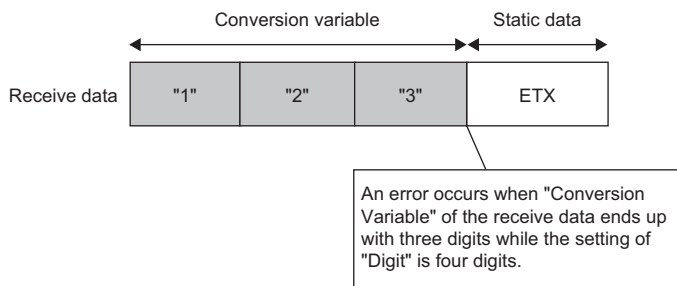 Conversion variable Static data
Receive data "1" "2" "3" ETX
An error occurs when "Conversion
Variable" of the receive data ends up
with three digits while the setting of
"Digit" is four digits.